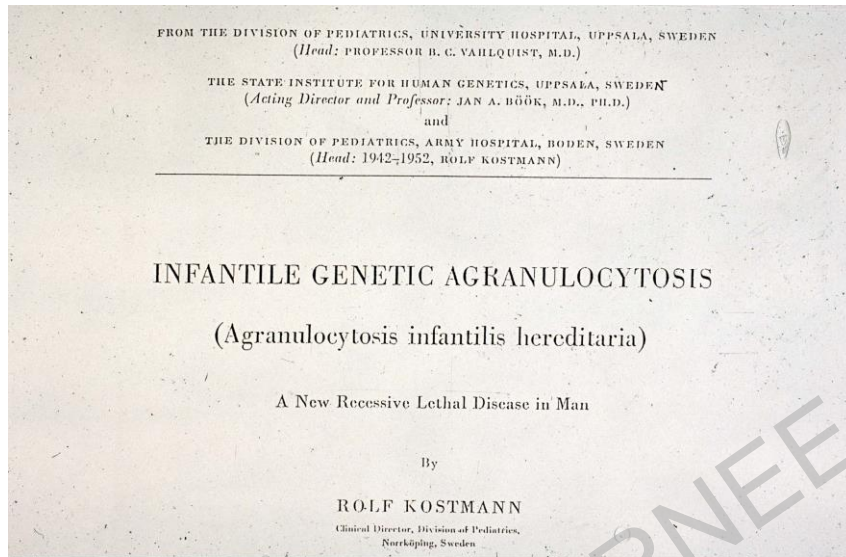 FROM THE DIVISION OF PEDIATRICS, UNIVERSITY HOSPITAL, UPPSALA, SWEDEN
(Head: PROFESSOR B. C. VAHLQUIST, M.D.)
THE STATE INSTITUTE FOR HUMAN GENETICS, UPPSALA, SWEDEN
(Acting Director and Professor: JAN A. BÖÖK, M.D., PH.D.)
and
THE DIVISION OF PEDIATRICS, ARMY HOSPITAL, BODEN, SWEDEN
(Head: 1942–1952, ROLF KOSTMANN)
INFANTILE GENETIC AGRANULOCYTOSIS
(Agranulocytosis infantilis hereditaria)
A New Recessive Lethal Disease in Man
By
ROLF KOSTMANN
Clinical Director, Division of Pediatrics,
Norrköping, Sweden
RNEE